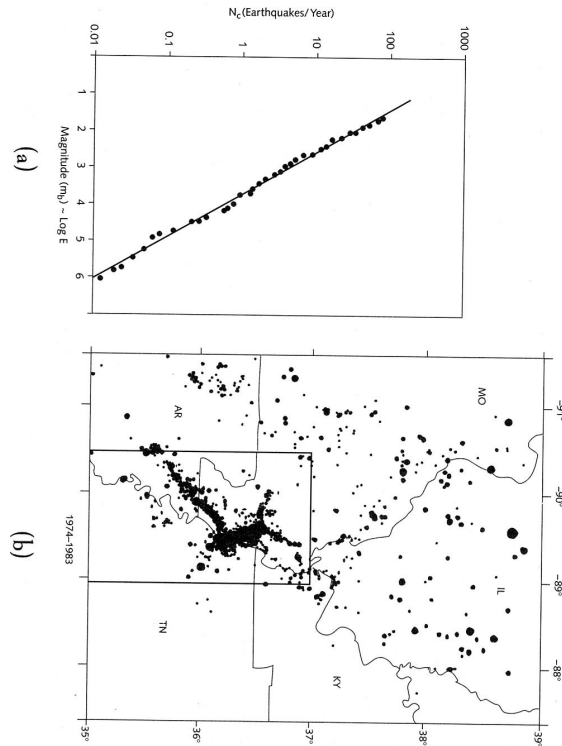 N_c (Earthquakes/ Year)
1000
100
10
1
0.1
0.01
1 2 3 4 5 6
Magnitude (m_b) ~ Log E
(a)
-91° -90° -89° -88°
39°
MO IL
38°
KY
37°
AR TN
36°
35°
1974–1983
(b)